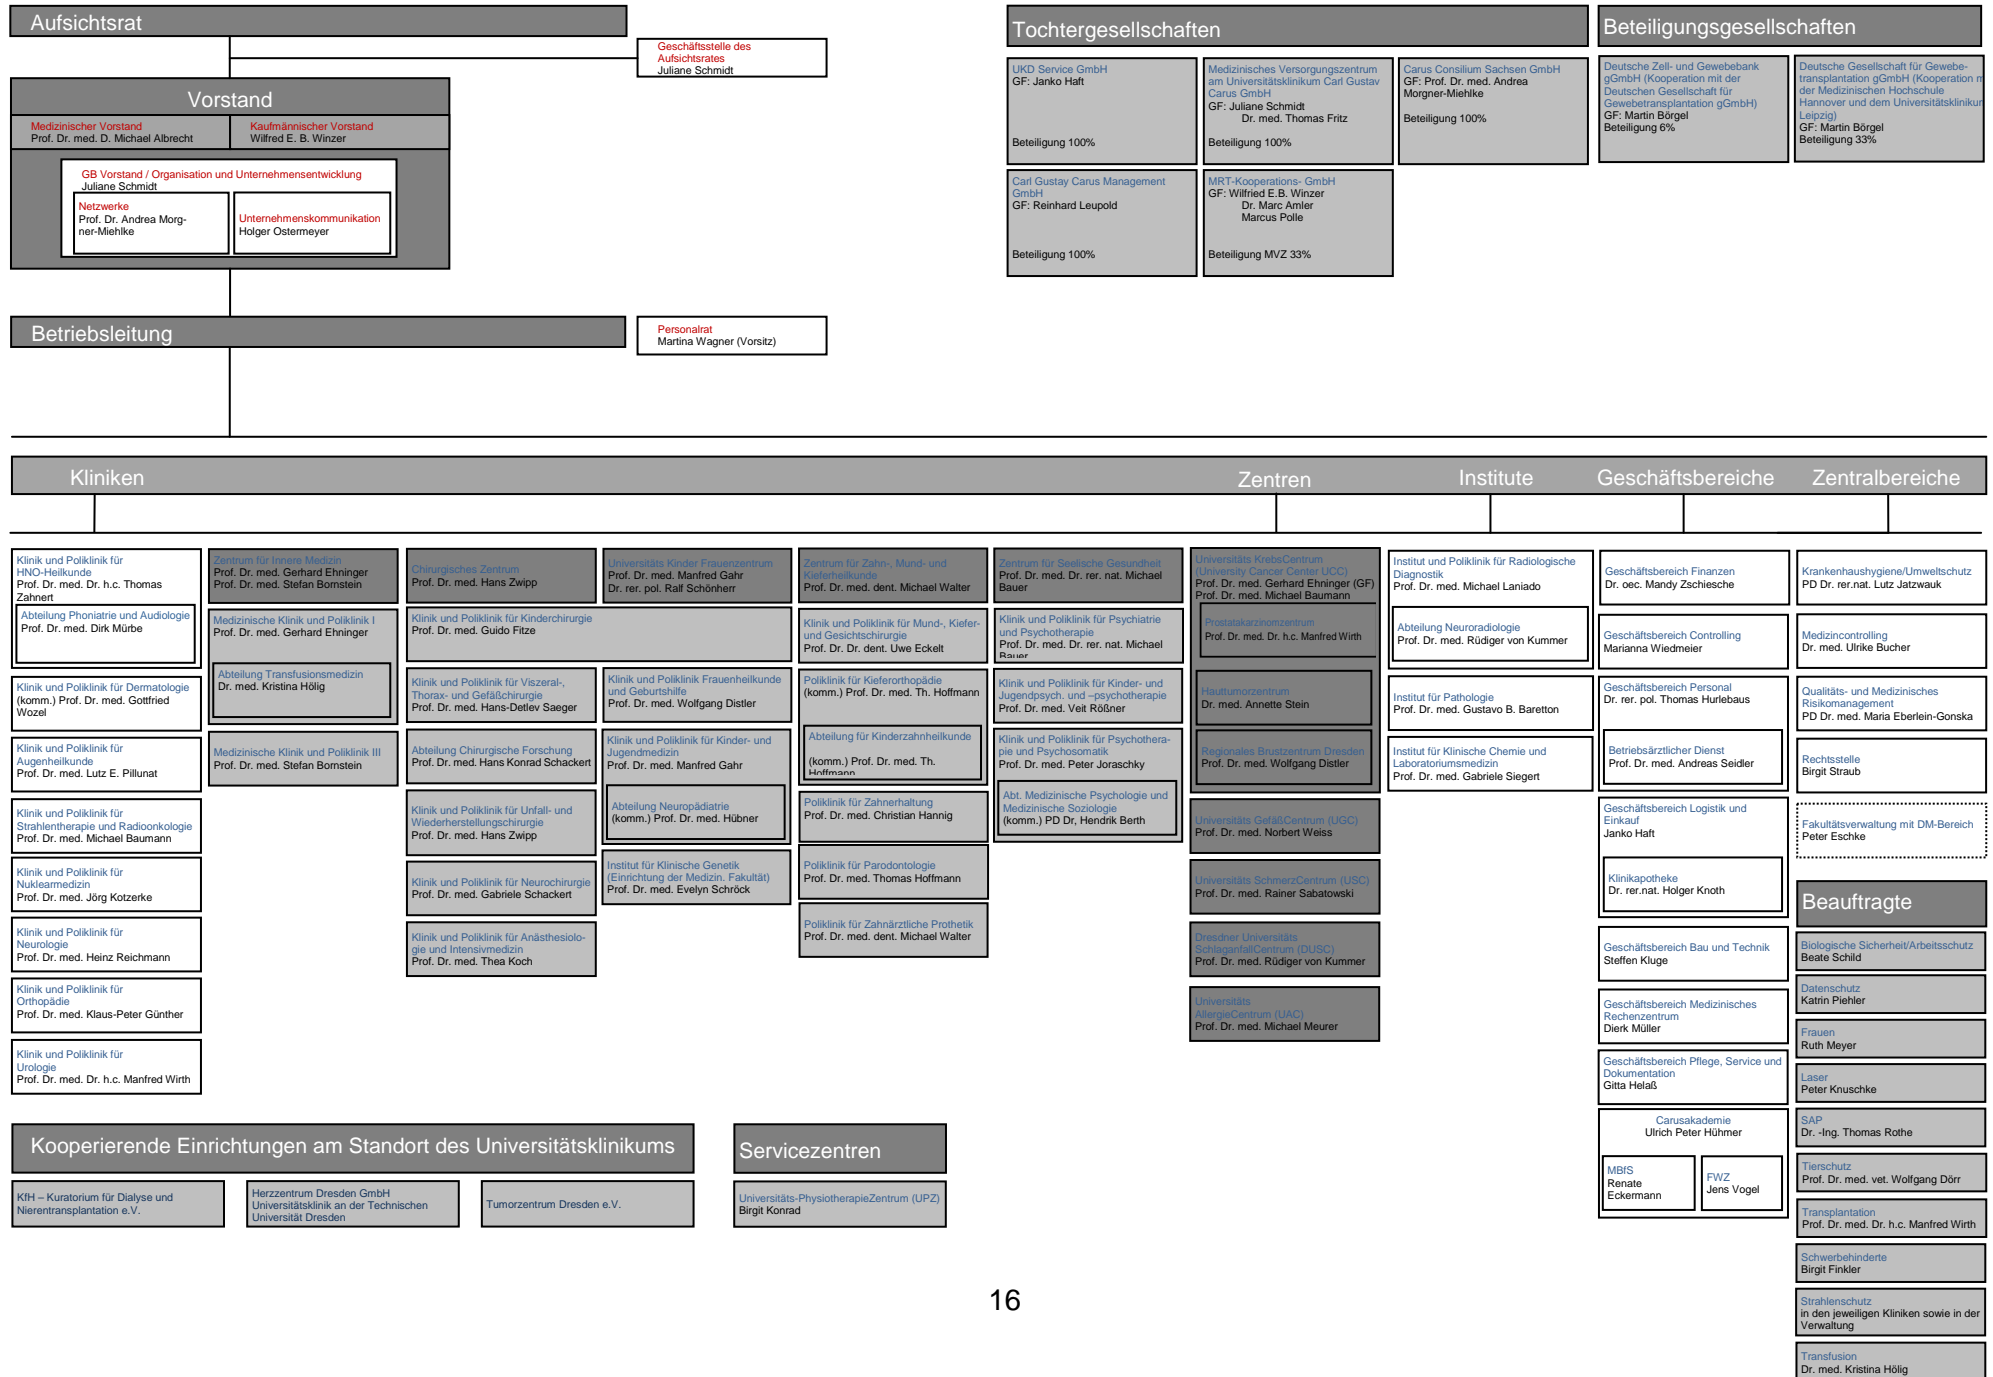 Aufsichtsrat
Geschäftsstelle des
Aufsichtsrates
Juliane Schmidt
Vorstand
Medizinischer Vorstand
Prof. Dr. med. D. Michael Albrecht
Kaufmännischer Vorstand
Wilfred E. B. Winzer
GB Vorstand / Organisation und Unternehmensentwicklung
Juliane Schmidt
Netzwerke
Prof. Dr. Andrea Morg-
ner-Miehlke
Unternehmenskommunikation
Holger Ostermeyer
Betriebsleitung
Personalrat
Martina Wagner (Vorsitz)
Tochtergesellschaften
UKD Service GmbH
GF: Janko Haft
Beteiligung 100%
Medizinisches Versorgungszentrum
am Universitätsklinikum Carl Gustav
Carus GmbH
GF: Juliane Schmidt
Dr. med. Thomas Fritz
Beteiligung 100%
Carus Consilium Sachsen GmbH
GF: Prof. Dr. med. Andrea
Morgner-Miehlke
Beteiligung 100%
Carl Gustay Carus Management
GmbH
GF: Reinhard Leupold
Beteiligung 100%
MRT-Kooperations- GmbH
GF: Wilfried E.B. Winzer
Dr. Marc Amler
Marcus Polle
Beteiligung MVZ 33%
Beteiligungsgesellschaften
Deutsche Zell- und Gewebebank
gGmbH (Kooperation mit der
Deutschen Gesellschaft für
Gewebetransplantation gGmbH)
GF: Martin Börgel
Beteiligung 6%
Deutsche Gesellschaft für Gewebe-
transplantation gGmbH (Kooperation
der Medizinischen Hochschule
Hannover und dem
Leipzig)
GF: Martin Börgel
Beteiligung 33%
Kliniken
Zentren
Institute
Geschäftsbereiche
Zentralbereiche
Klinik und Poliklinik für
HNO-Heilkunde
Prof. Dr. med. Dr. h.c. Thomas
Zahnert
Abteilung Phoniatrie und Audiologie
Prof. Dr. med. Dirk Mürbe
Klinik und Poliklinik für Dermatologie
(komm.) Prof. Dr. med. Gottfried
Wozel
Klinik und Poliklinik für
Augenheilkunde
Prof. Dr. med. Lutz E. Pillunat
Klinik und Poliklinik für
Strahlentherapie und Radioonkologie
Prof. Dr. med. Michael Baumann
Klinik und Poliklinik für
Nuklearmedizin
Prof. Dr. med. Jörg Kotzerke
Klinik und Poliklinik für
Neurologie
Prof. Dr. med. Heinz Reichmann
Klinik und Poliklinik für
Orthopädie
Prof. Dr. med. Klaus-Peter Günther
Klinik und Poliklinik für
Urologie
Prof. Dr. med. Dr. h.c. Manfred Wirth
Zentrum für Innere Medizin
Prof. Dr. med. Gerhard Ehninger
Prof. Dr. med. Stefan Bornstein
Medizinische Klinik und Poliklinik I
Prof. Dr. med. Gerhard Ehninger
Abteilung Transfusionsmedizin
Dr. med. Kristina Hölig
Medizinische Klinik und Poliklinik III
Prof. Dr. med. Stefan Bornstein
Chirurgisches Zentrum
Prof. Dr. med. Hans Zwipp
Klinik und Poliklinik für Kinderchirurgie
Prof. Dr. med. Guido Fitze
Klinik und Poliklinik für Viszeral-,
Thorax- und Gefäßchirurgie
Prof. Dr. med. Hans-Detlev Saeger
Abteilung Chirurgische Forschung
Prof. Dr. med. Hans Konrad Schackert
Klinik und Poliklinik für Unfall- und
Wiederherstellungschirurgie
Prof. Dr. med. Hans Zwipp
Klinik und Poliklinik für Neurochirurgie
Prof. Dr. med. Gabriele Schackert
Klinik und Poliklinik für Anästhesiolo-
gie und Intensivmedizin
Prof. Dr. med. Thea Koch
Universitäts Kinder Frauenzentrum
Prof. Dr. med. Manfred Gahr
Dr. rer. pol. Ralf Schönherr
Klinik und Poliklinik Frauenheilkunde
und Geburtshilfe
Prof. Dr. med. Wolfgang Distler
Klinik und Poliklinik für Kinder- und
Jugendmedizin
Prof. Dr. med. Manfred Gahr
Abteilung Neuropädiatrie
(komm.) Prof. Dr. med. Hübner
Institut für Klinische Genetik
(Einrichtung der Medizin. Fakultät)
Prof. Dr. med. Evelyn Schröck
Zentrum für Zahn-, Mund- und
Kieferheilkunde
Prof. Dr. med. dent. Michael Walter
Klinik und Poliklinik für Mund-, Kiefer-
und Gesichtschirurgie
Prof. Dr. Dr. dent. Uwe Eckelt
Poliklinik für Kieferorthopädie
(komm.) Prof. Dr. med. Th. Hoffmann
Abteilung für Kinderzahnheilkunde
(komm.) Prof. Dr. med. Th.
Hoffmann
Poliklinik für Zahnerhaltung
Prof. Dr. med. Christian Hannig
Poliklinik für Parodontologie
Prof. Dr. med. Thomas Hoffmann
Poliklinik für Zahnärztliche Prothetik
Prof. Dr. med. dent. Michael Walter
Zentrum für Seelische Gesundheit
Prof. Dr. med. Dr. rer. nat. Michael
Bauer
Klinik und Poliklinik für Psychiatrie
und Psychotherapie
Prof. Dr. med. Dr. rer. nat. Michael
Bauer
Klinik und Poliklinik für Kinder- und
Jugendpsych. und –psychotherapie
Prof. Dr. med. Veit Rößner
Klinik und Poliklinik für Psychothera-
pie und Psychosomatik
Prof. Dr. med. Peter Joraschky
Abt. Medizinische Psychologie und
Medizinische Soziologie
(komm.) PD Dr, Hendrik Berth
Universitäts KrebsCentrum
(University Cancer Center UCC)
Prof. Dr. med. Gerhard Ehninger (GF)
Prof. Dr. med. Michael Baumann
Prostatakarzinomzentrum
Prof. Dr. med. Dr. h.c. Manfred Wirth
Hauttumorzentrum
Dr. med. Annette Stein
Regionales Brustzentrum Dresden
Prof. Dr. med. Wolfgang Distler
Universitäts GefäßCentrum (UGC)
Prof. Dr. med. Norbert Weiss
Universitäts SchmerzCentrum (USC)
Prof. Dr. med. Rainer Sabatowski
Dresdner Universitäts
SchlaganfallCentrum (DUSC)
Prof. Dr. med. Rüdiger von Kummer
Universitäts
AllergieCentrum (UAC)
Prof. Dr. med. Michael Meurer
Institut und Poliklinik für Radiologische
Diagnostik
Prof. Dr. med. Michael Laniado
Abteilung Neuroradiologie
Prof. Dr. med. Rüdiger von Kummer
Institut für Pathologie
Prof. Dr. med. Gustavo B. Baretton
Institut für Klinische Chemie und
Laboratoriumsmedizin
Prof. Dr. med. Gabriele Siegert
Geschäftsbereich Finanzen
Dr. oec. Mandy Zschiesche
Geschäftsbereich Controlling
Marianna Wiedmeier
Geschäftsbereich Personal
Dr. rer. pol. Thomas Hurlebaus
Betriebsärztlicher Dienst
Prof. Dr. med. Andreas Seidler
Geschäftsbereich Logistik und
Einkauf
Janko Haft
Klinikapotheke
Dr. rer.nat. Holger Knoth
Geschäftsbereich Bau und Technik
Steffen Kluge
Geschäftsbereich Medizinisches
Rechenzentrum
Dierk Müller
Geschäftsbereich Pflege, Service und
Dokumentation
Gitta Helaß
Carusakademie
Ulrich Peter Hühmer
MBfS
Renate
Eckermann
FWZ
Jens Vogel
Krankenhaushygiene/Umweltschutz
PD Dr. rer.nat. Lutz Jatzwauk
Medizincontrolling
Dr. med. Ulrike Bucher
Qualitäts- und Medizinisches
Risikomanagement
PD Dr. med. Maria Eberlein-Gonska
Rechtsstelle
Birgit Straub
Fakultätsverwaltung mit DM-Bereich
Peter Eschke
Beauftragte
Biologische Sicherheit/Arbeitsschutz
Beate Schild
Datenschutz
Katrin Piehler
Frauen
Ruth Meyer
Laser
Peter Knuschke
SAP
Dr. -Ing. Thomas Rothe
Tierschutz
Prof. Dr. med. vet. Wolfgang Dörr
Transplantation
Prof. Dr. med. Dr. h.c. Manfred Wirth
Schwerbehinderte
Birgit Finkler
Strahlenschutz
in den jeweiligen Kliniken sowie in der
Verwaltung
Transfusion
Dr. med. Kristina Hölig
Kooperierende Einrichtungen am Standort des Universitätsklinikums
KfH – Kuratorium für Dialyse und
Nierentransplantation e.V.
Herzzentrum Dresden GmbH
Universitätsklinik an der Technischen
Universität Dresden
Tumorzentrum Dresden e.V.
Servicezentren
Universitäts-PhysiotherapieZentrum (UPZ)
Birgit Konrad
16